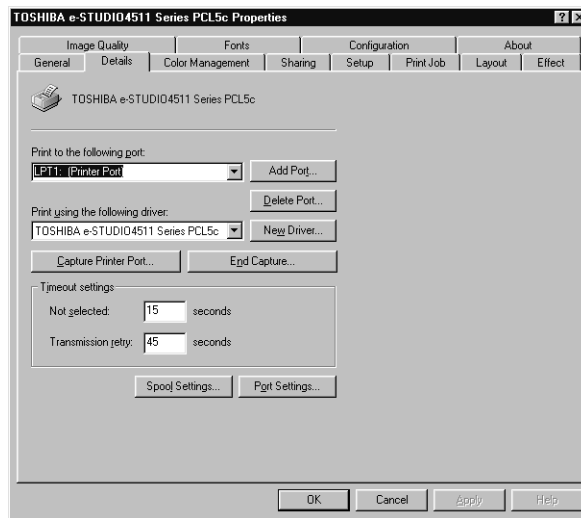 TOSHIBA e-STUDIO4511 Series PCL5c Properties
Image Quality Fonts Configuration About
General Details Color Management Sharing Setup Print Job Layout Effect
TOSHIBA e-STUDIO4511 Series PCL5c
Print to the following port:
LPT1: (Printer Port)
Add Port...
Delete Port...
Print using the following driver:
TOSHIBA e-STUDIO4511 Series PCL5c
New Driver...
Capture Printer Port... End Capture...
Timeout settings
Not selected: 15 seconds
Transmission retry: 45 seconds
Spool Settings... Port Settings...
OK Cancel Apply Help